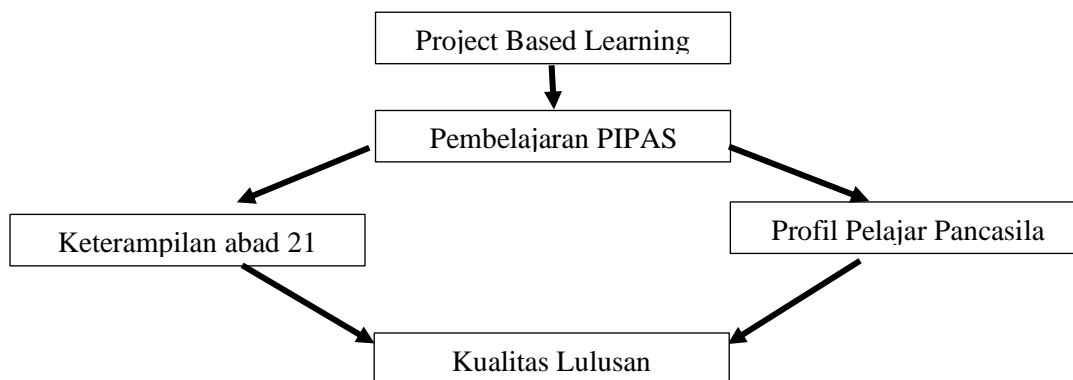 Project Based Learning
Pembelajaran PIPAS
Keterampilan abad 21
Profil Pelajar Pancasila
Kualitas Lulusan